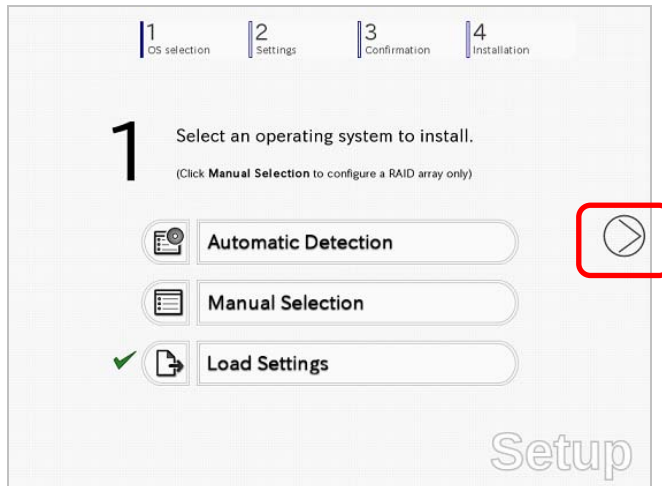 1 2 3 4
OS selection Settings Confirmation Installation
1
Select an operating system to install.
(Click Manual Selection to configure a RAID array only)
Automatic Detection
Manual Selection
Load Settings
Setup